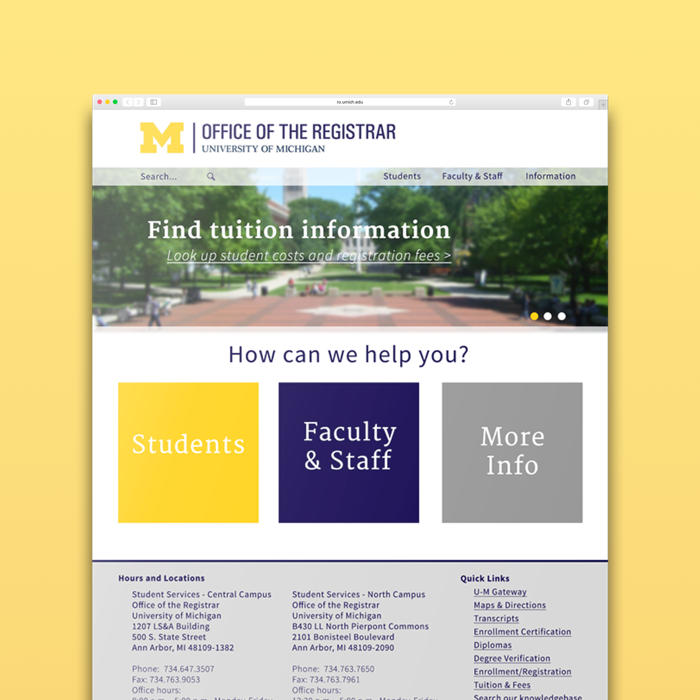 ro.umich.edu
M
OFFICE OF THE REGISTRAR
UNIVERSITY OF MICHIGAN
Search...
Students
Faculty & Staff
Information
Find tuition information
Look up student costs and registration fees >
How can we help you?
Students
Faculty
& Staff
More
Info
Hours and Locations
Student Services - Central Campus
Office of the Registrar
University of Michigan
1207 LS&A Building
500 S. State Street
Ann Arbor, MI 48109-1382
Phone: 734.647.3507
Fax: 734.763.9053
Office hours:
Student Services - North Campus
Office of the Registrar
University of Michigan
B430 LL North Pierpont Commons
2101 Bonisteel Boulevard
Ann Arbor, MI 48109-2090
Phone: 734.763.7650
Fax: 734.763.7961
Office hours:
Quick Links
U-M Gateway
Maps & Directions
Transcripts
Enrollment Certification
Diplomas
Degree Verification
Enrollment/Registration
Tuition & Fees
Search our knowledgebase